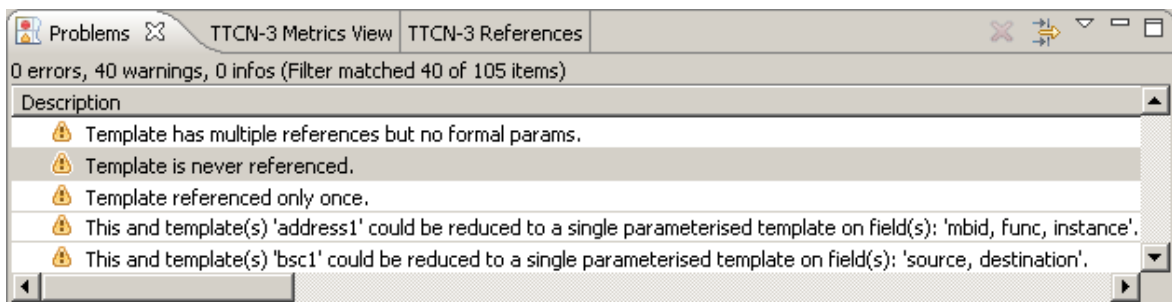 Problems TTCN-3 Metrics View TTCN-3 References
0 errors, 40 warnings, 0 infos (Filter matched 40 of 105 items)
Description
Template has multiple references but no formal params.
Template is never referenced.
Template referenced only once.
This and template(s) 'address1' could be reduced to a single parameterised template on field(s): 'mbid, func, instance'.
This and template(s) 'bsc1' could be reduced to a single parameterised template on field(s): 'source, destination'.